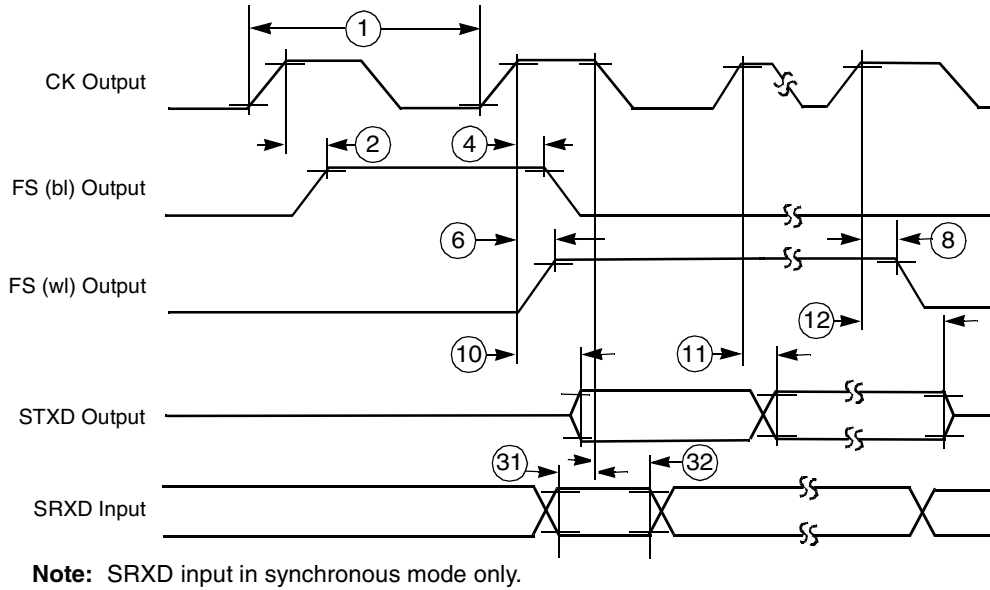 1
CK Output
2
4
FS (bl) Output
6
8
FS (wl) Output
12
10
11
STXD Output
31
32
SRXD Input
Note: SRXD input in synchronous mode only.